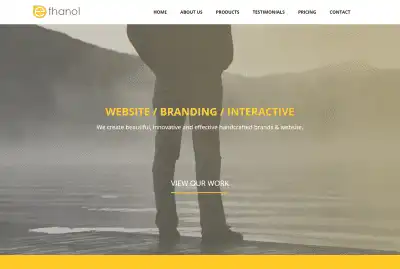 ethanol
HOME ABOUT US PRODUCTS TESTIMONIALS PRICING CONTACT
WEBSITE / BRANDING / INTERACTIVE
We create beautiful, innovative and effective handcrafted brands & website.
VIEW OUR WORK